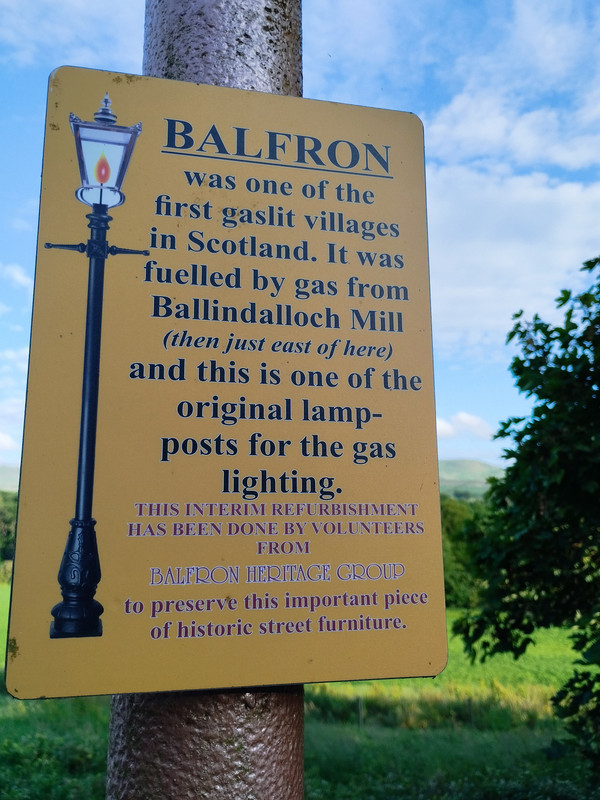 BALFRON
was one of the
first gaslit villages
in Scotland. It was
fuelled by gas from
Ballindalloch Mill
(then just east of here)
and this is one of the
original lamp-
posts for the gas
lighting.
THIS INTERIM REFURBISHMENT
HAS BEEN DONE BY VOLUNTEERS
FROM
BALFRON HERITAGE GROUP
to preserve this important piece
of historic street furniture.